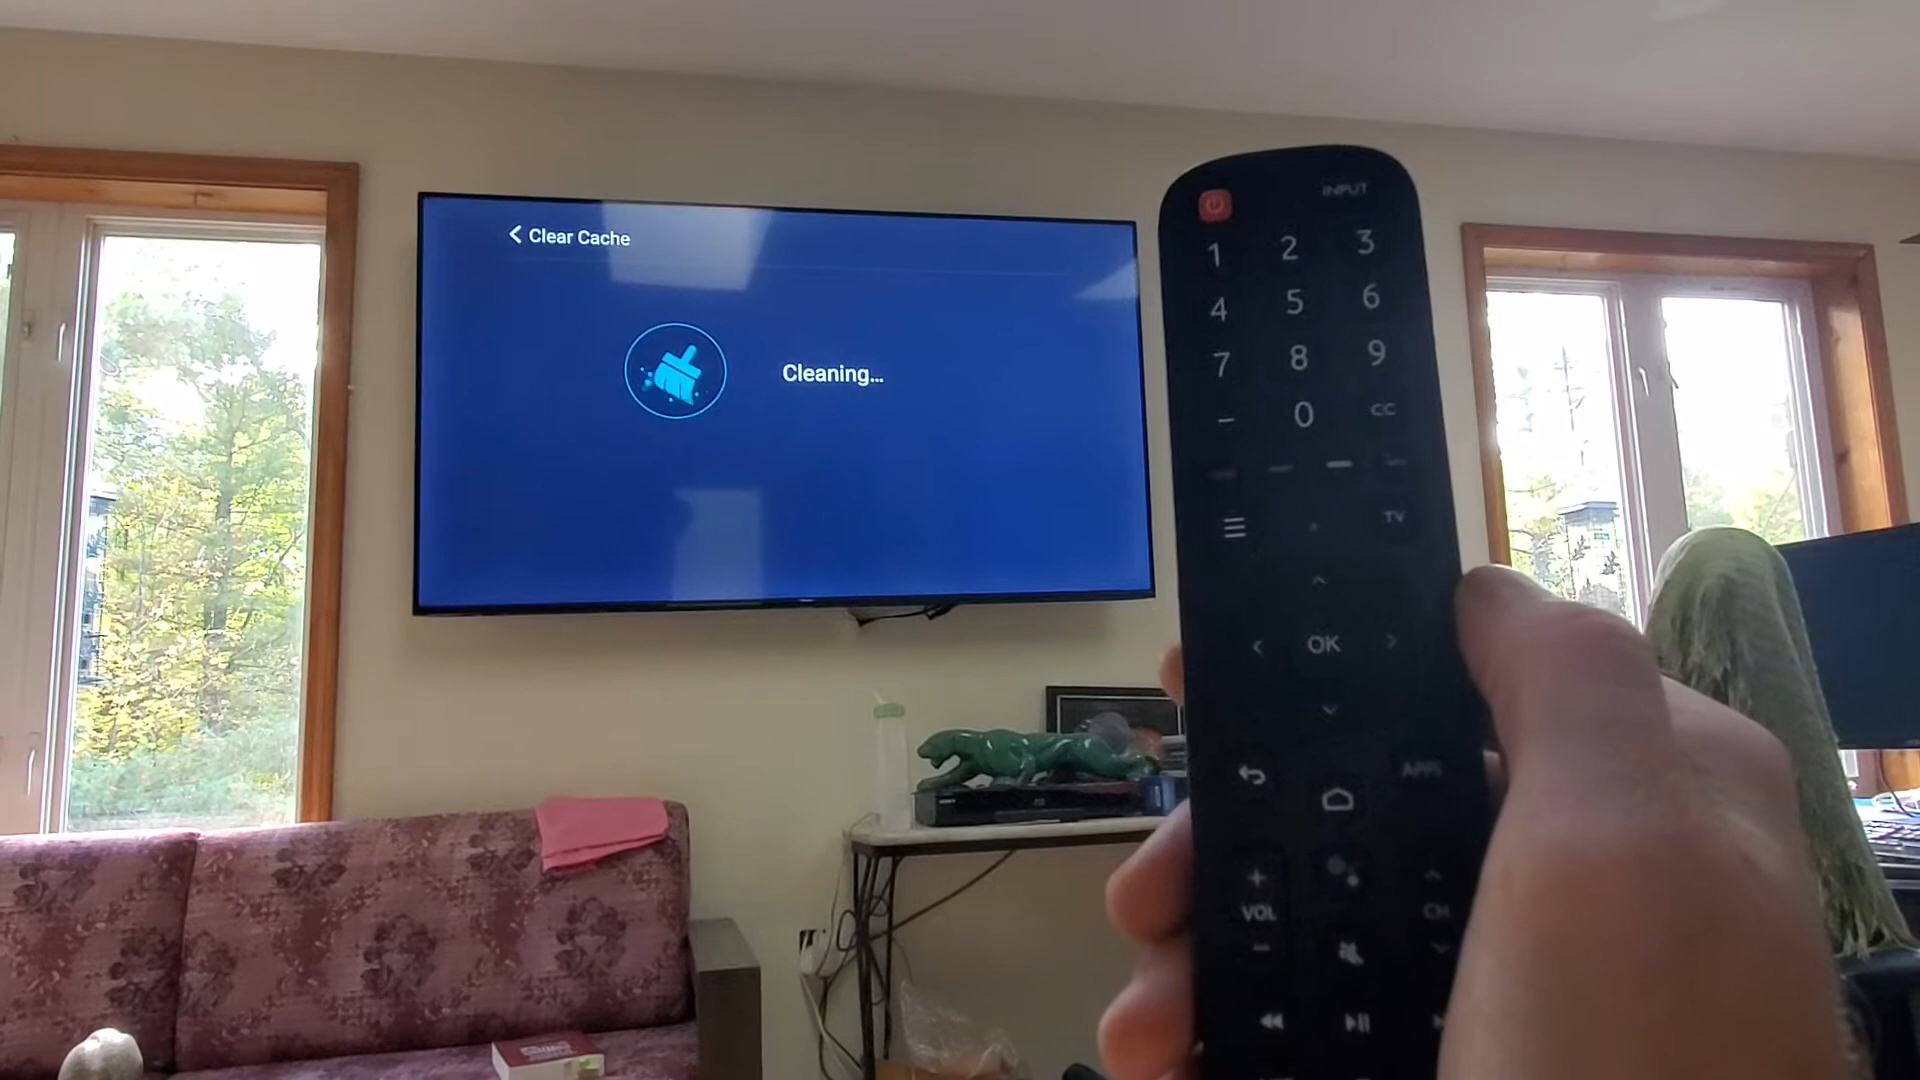 Clear Cache
Cleaning...
INPUT
1 2 3
4 5 6
7 8 9
– 0 CC
TV
OK
APPS
+
VOL CH
–
SONY